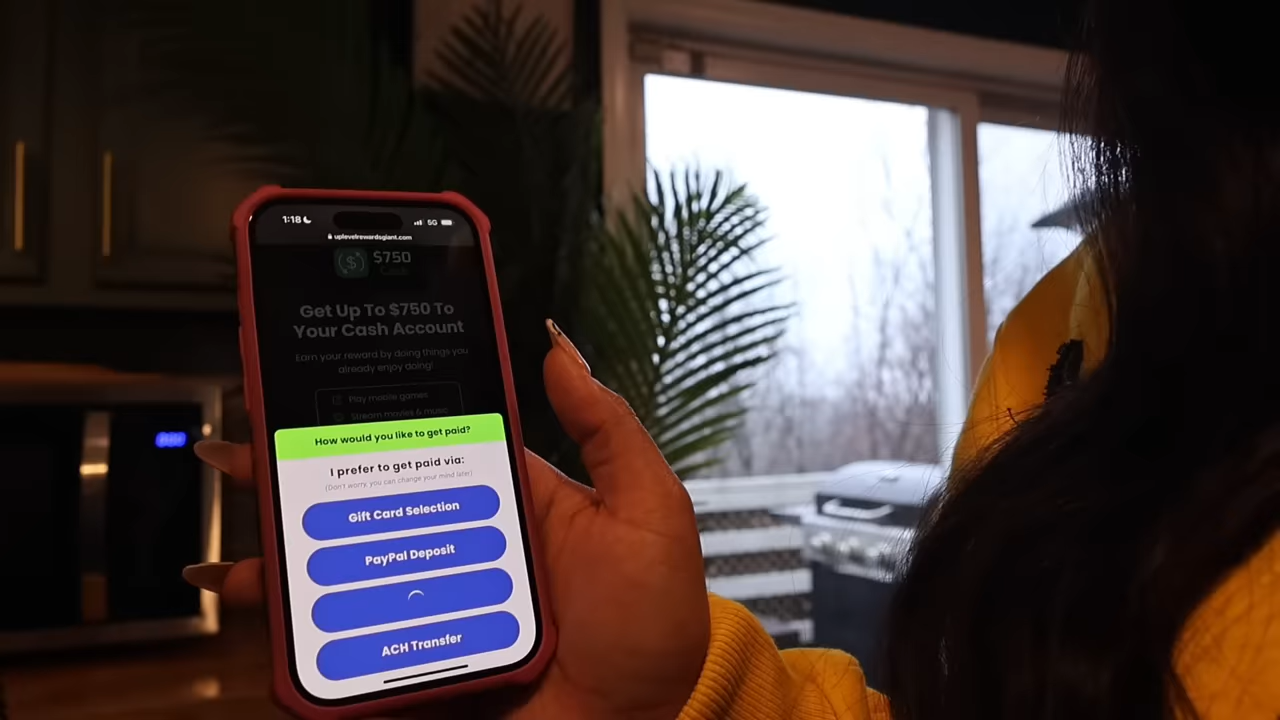 1:18
5G
uplevelrewardsgiant.com
$750
Cash
Get Up To $750 To
Your Cash Account
Earn your reward by doing things you
already enjoy doing!
Play mobile games
Stream movies & music
How would you like to get paid?
I prefer to get paid via:
(Don't worry, you can change your mind later)
Gift Card Selection
PayPal Deposit
ACH Transfer